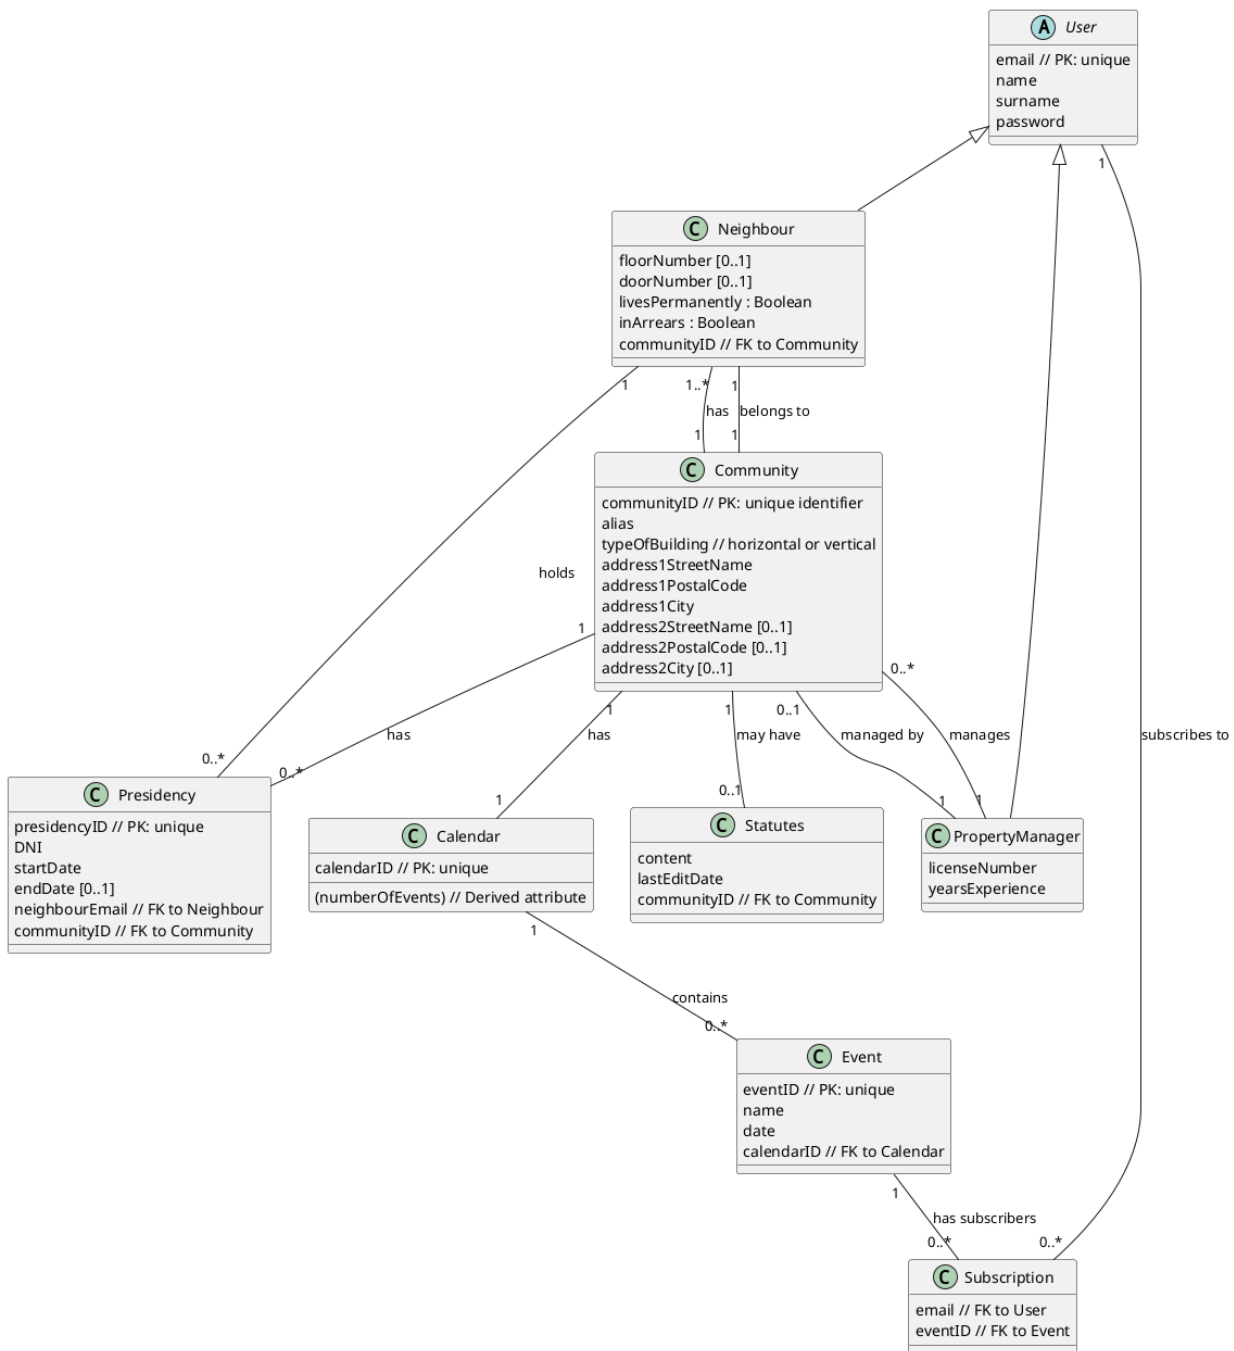 A User
email // PK: unique
name
surname
password
1
C Neighbour
floorNumber [0..1]
doorNumber [0..1]
livesPermanently : Boolean
inArrears : Boolean
communityID // FK to Community
1
1..*
1
has
belongs to
1
1
C Community
communityID // PK: unique identifier
alias
typeOfBuilding // horizontal or vertical
address1StreetName
address1PostalCode
address1City
address2StreetName [0..1]
address2PostalCode [0..1]
address2City [0..1]
holds
1
0..*
1
1
0..1
has
has
may have
managed by
manages
subscribes to
0..*
0..*
1
0..1
1
1
C Presidency
presidencyID // PK: unique
DNI
startDate
endDate [0..1]
neighbourEmail // FK to Neighbour
communityID // FK to Community
C Calendar
calendarID // PK: unique
(numberOfEvents) // Derived attribute
C Statutes
content
lastEditDate
communityID // FK to Community
C PropertyManager
licenseNumber
yearsExperience
1
contains
0..*
C Event
eventID // PK: unique
name
date
calendarID // FK to Calendar
1
has subscribers
0..*
0..*
C Subscription
email // FK to User
eventID // FK to Event